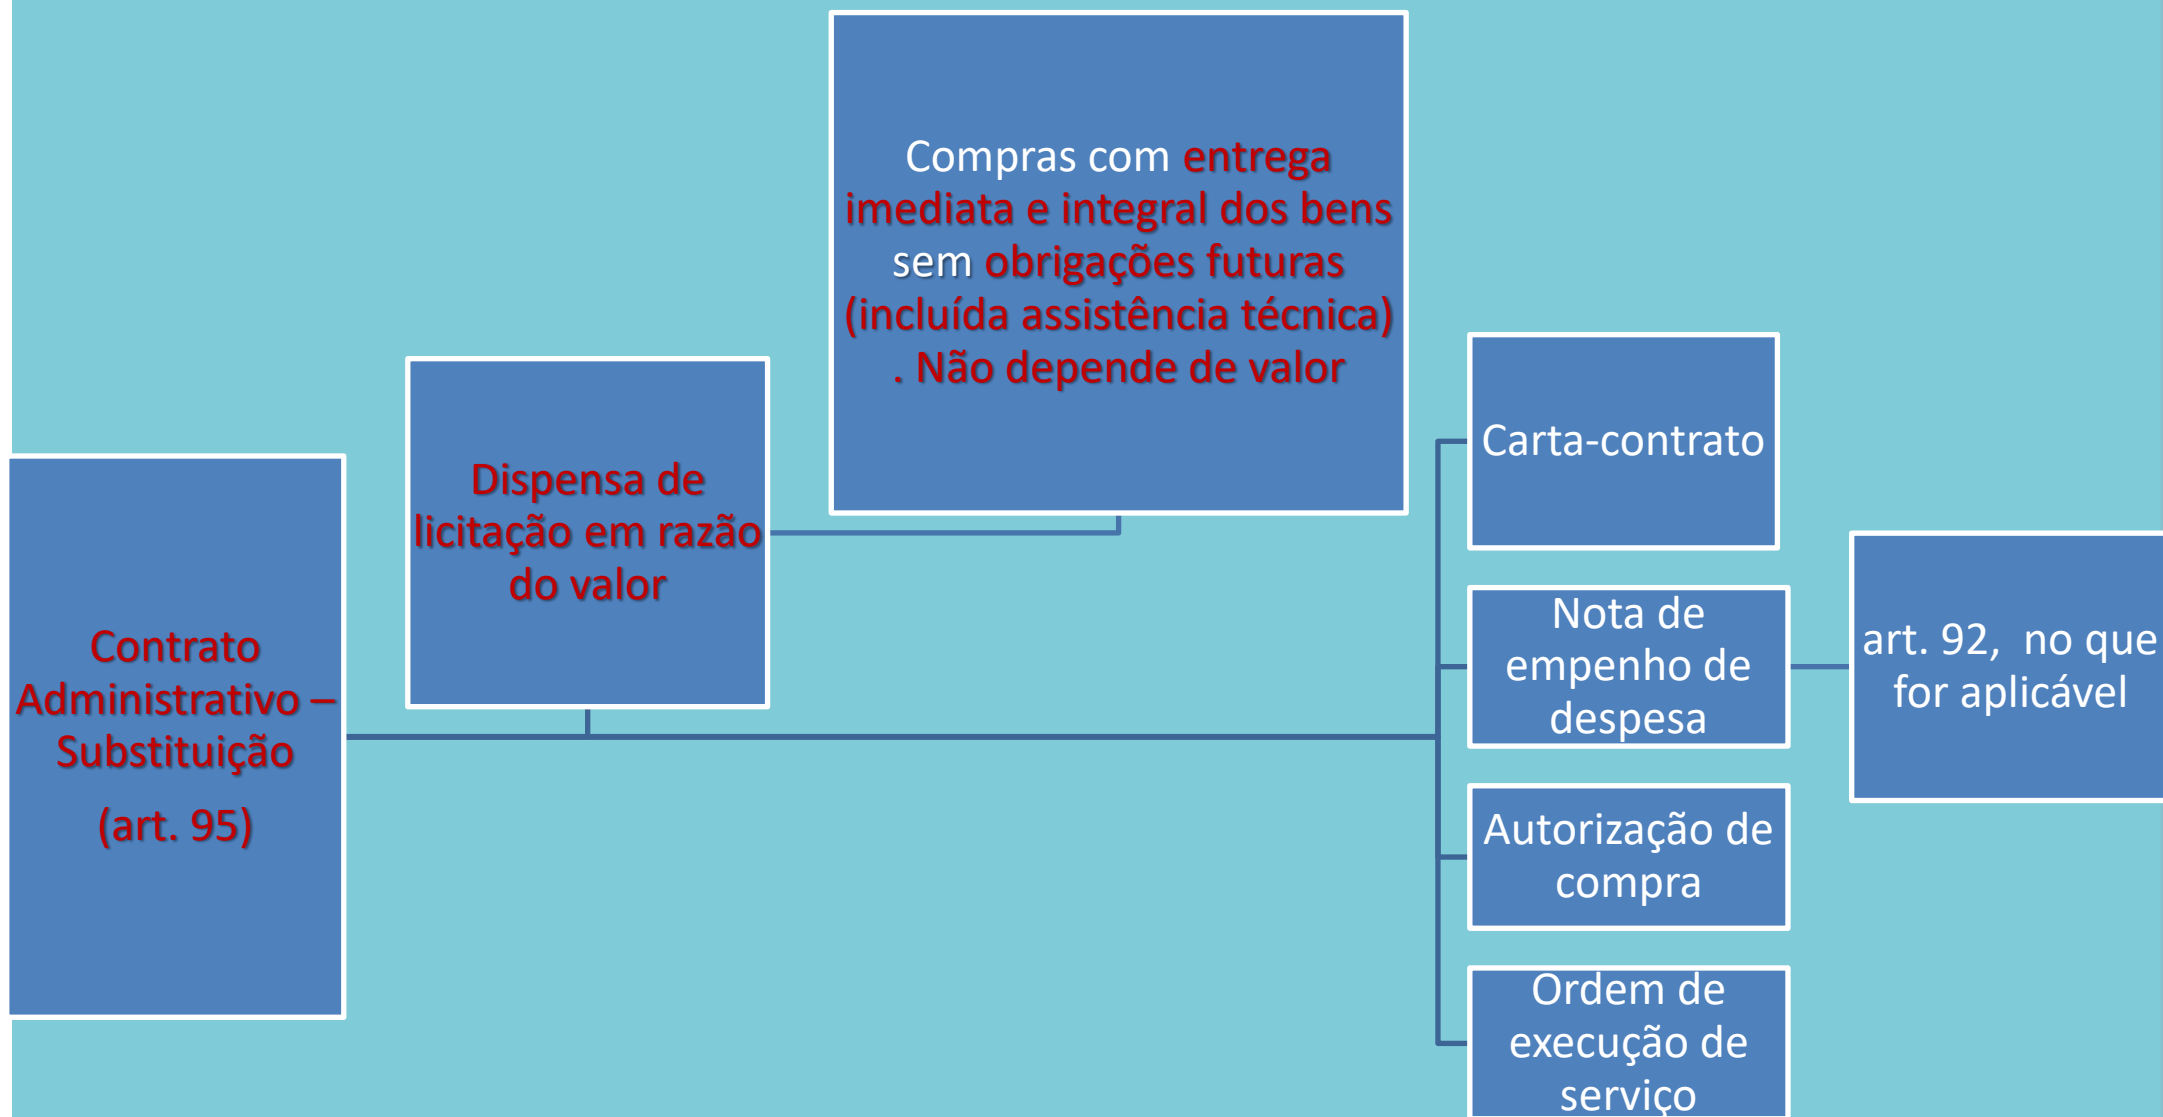 Contrato
Administrativo –
Substituição
(art. 95)
Dispensa de
licitação em razão
do valor
Compras com entrega
imediata e integral dos bens
sem obrigações futuras
(incluída assistência técnica)
. Não depende de valor
Carta-contrato
Nota de
empenho de
despesa
Autorização de
compra
Ordem de
execução de
serviço
art. 92, no que
for aplicável